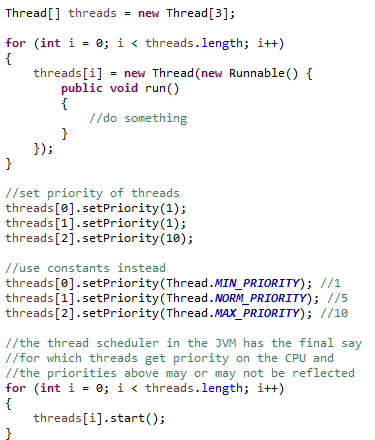 Thread[] threads = new Thread[3];
for (int i = 0; i < threads.length; i++)
{
threads[i] = new Thread(new Runnable() {
public void run()
{
//do something
}
});
}
//set priority of threads
threads[0].setPriority(1);
threads[1].setPriority(1);
threads[2].setPriority(10);
//use constants instead
threads[0].setPriority(Thread.MIN_PRIORITY); //1
threads[1].setPriority(Thread.NORM_PRIORITY); //5
threads[2].setPriority(Thread.MAX_PRIORITY); //10
//the thread scheduler in the JVM has the final say
//for which threads get priority on the CPU and
//the priorities above may or may not be reflected
for (int i = 0; i < threads.length; i++)
{
threads[i].start();
}